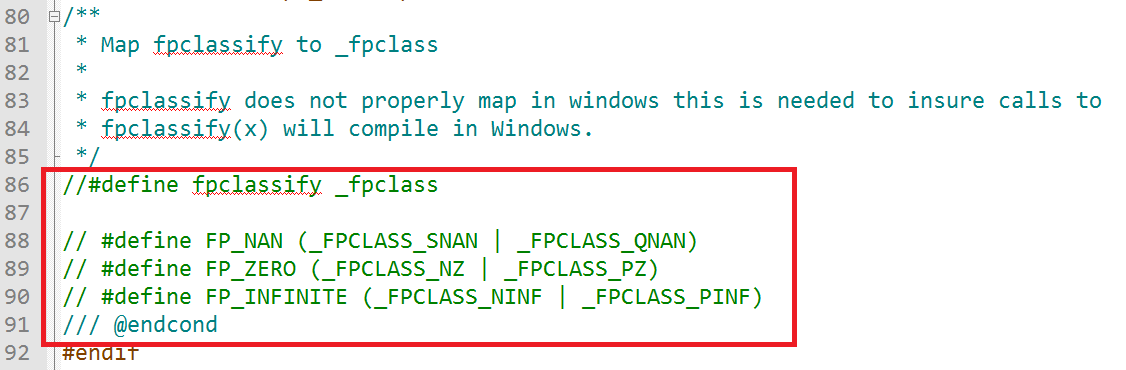 80 /**
81 * Map fpclassify to _fpclass
82 *
83 * fpclassify does not properly map in windows this is needed to insure calls to
84 * fpclassify(x) will compile in Windows.
85 */
86 //#define fpclassify _fpclass
87
88 // #define FP_NAN (_FPCLASS_SNAN | _FPCLASS_QNAN)
89 // #define FP_ZERO (_FPCLASS_NZ | _FPCLASS_PZ)
90 // #define FP_INFINITE (_FPCLASS_NINF | _FPCLASS_PINF)
91 /// @endcond
92 #endif